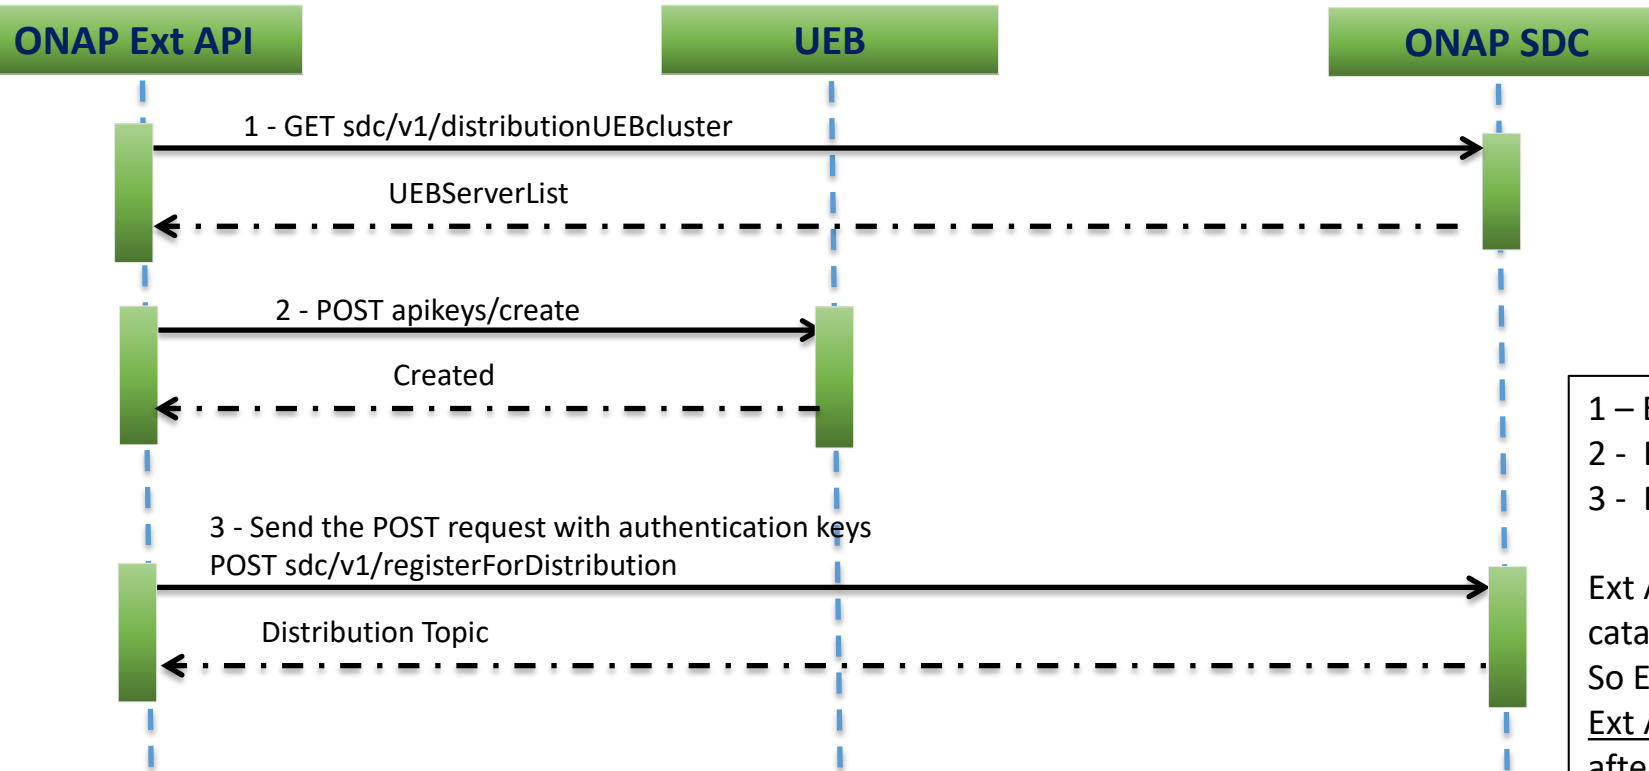 ONAP Ext API
UEB
ONAP SDC
1 - GET sdc/v1/distributionUEBcluster
UEBServerList
2 - POST apikeys/create
Created
3 - Send the POST request with authentication keys
POST sdc/v1/registerForDistribution
Distribution Topic
1 –
2 -
3 -
Ext
So
Ext